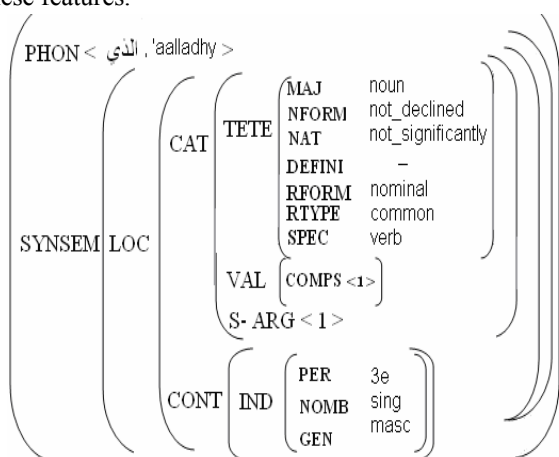 these features.
PHON < الذي , 'aalladhy >
MAJ noun
NFORM not_declined
CAT TETE NAT not_significantly
DEFINI –
RFORM nominal
RTYPE common
SYNSEM LOC SPEC verb
VAL COMPS <1>
S- ARG < 1 >
PER 3e
CONT IND NOMB sing
GEN masc